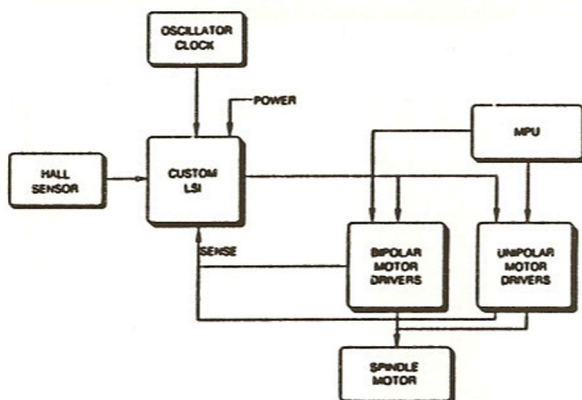 OSCILLATOR
CLOCK
POWER
MPU
HALL
SENSOR
CUSTOM
LSI
SENSE
BIPOLAR
MOTOR
DRIVERS
UNIPOLAR
MOTOR
DRIVERS
SPINDLE
MOTOR